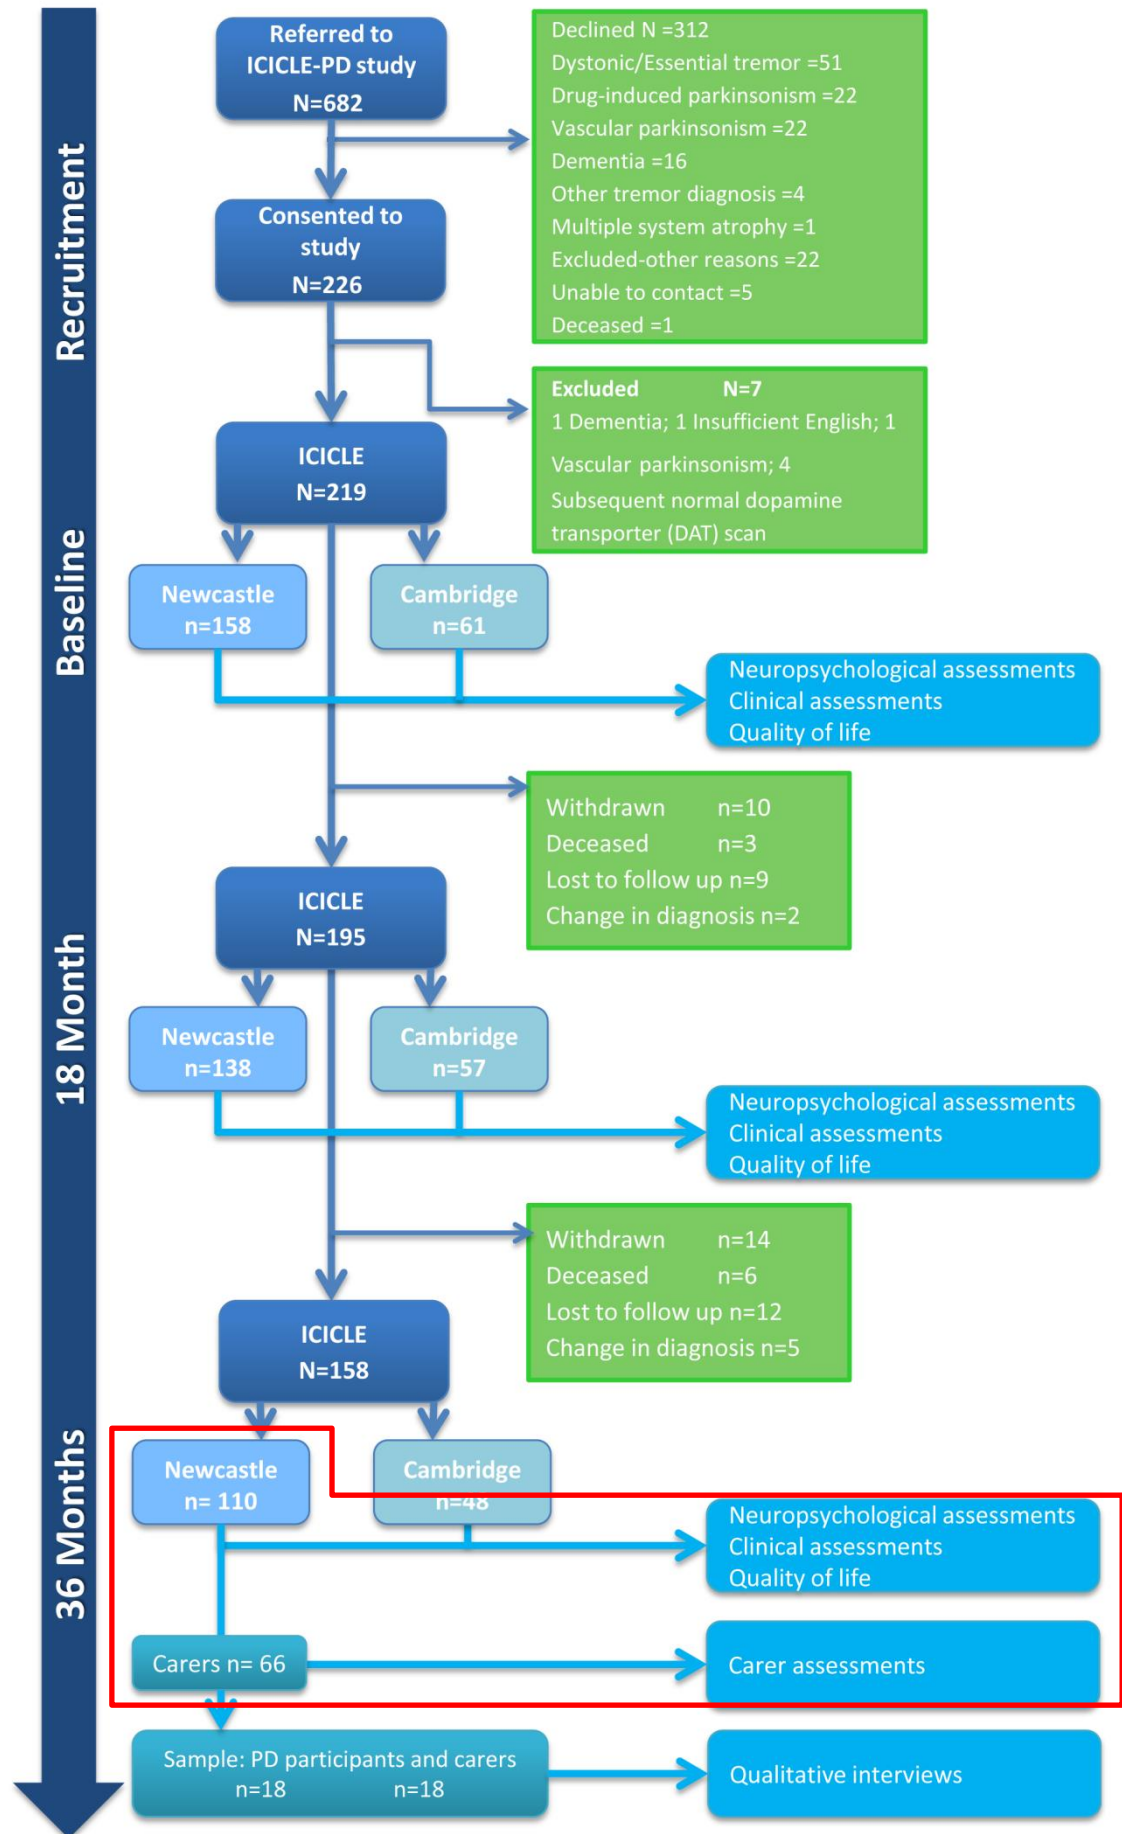 Recruitment
Referred to
ICICLE-PD study
N=682
Declined N =312
Dystonic/Essential tremor =51
Drug-induced parkinsonism =22
Vascular parkinsonism =22
Dementia =16
Other tremor diagnosis =4
Multiple system atrophy =1
Excluded-other reasons =22
Unable to contact =5
Deceased =1
Consented to
study
N=226
Excluded N=7
1 Dementia; 1 Insufficient English; 1
Vascular parkinsonism; 4
Subsequent normal dopamine
transporter (DAT) scan
Baseline
ICICLE
N=219
Newcastle
n=158
Cambridge
n=61
Neuropsychological assessments
Clinical assessments
Quality of life
Withdrawn n=10
Deceased n=3
Lost to follow up n=9
Change in diagnosis n=2
18 Month
ICICLE
N=195
Newcastle
n=138
Cambridge
n=57
Neuropsychological assessments
Clinical assessments
Quality of life
Withdrawn n=14
Deceased n=6
Lost to follow up n=12
Change in diagnosis n=5
36 Months
ICICLE
N=158
Newcastle
n= 110
Cambridge
n=48
Neuropsychological assessments
Clinical assessments
Quality of life
Carers n= 66
Carer assessments
Sample: PD participants and carers
n=18 n=18
Qualitative interviews